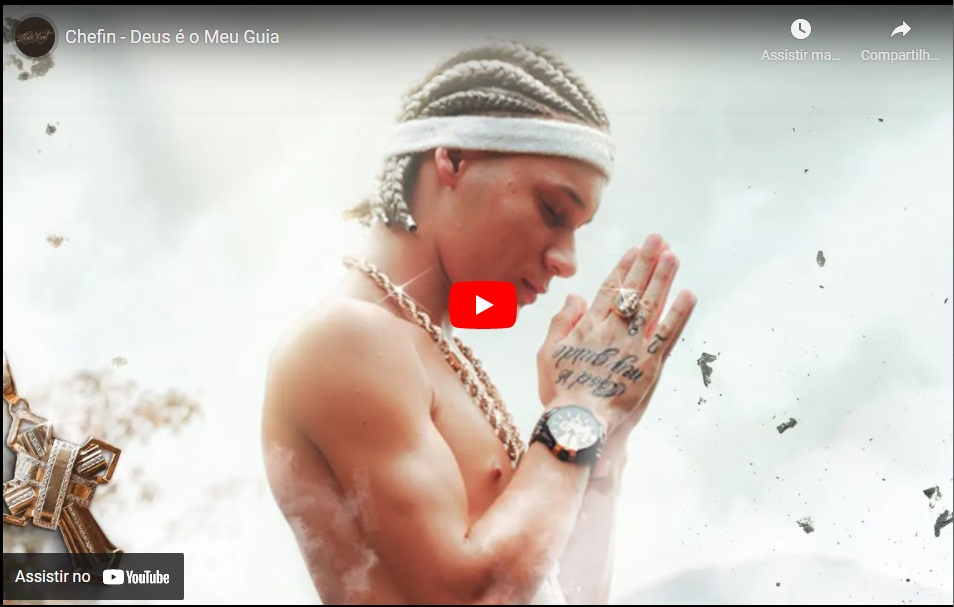 Chefin - Deus é o Meu Guia
Assistir ma...
Compartilh...
God is
my guide
Assistir no YouTube